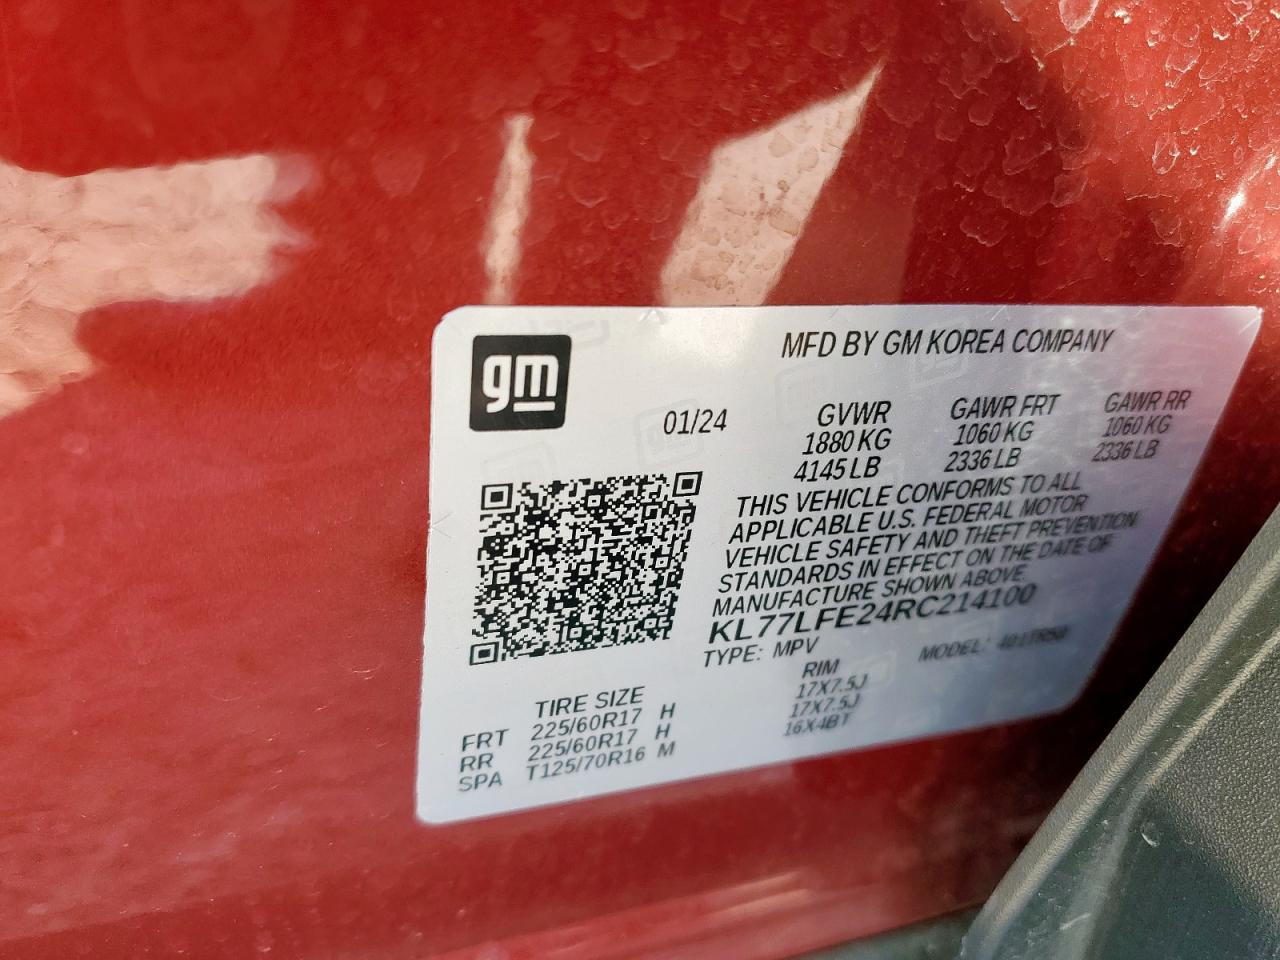 gm
MFD BY GM KOREA COMPANY
01/24
GVWR GAWR FRT GAWR RR
1880 KG 1060 KG 1060 KG
4145 LB 2336 LB 2336 LB
THIS VEHICLE CONFORMS TO ALL
APPLICABLE U.S. FEDERAL MOTOR
VEHICLE SAFETY AND THEFT PREVENTION
STANDARDS IN EFFECT ON THE DATE OF
MANUFACTURE SHOWN ABOVE.
KL77LFE24RC214100
TYPE: MPV MODEL: 401TR58
TIRE SIZE RIM
FRT 225/60R17 H 17X7.5J
RR 225/60R17 H 17X7.5J
SPA T125/70R16 M 16X4BT